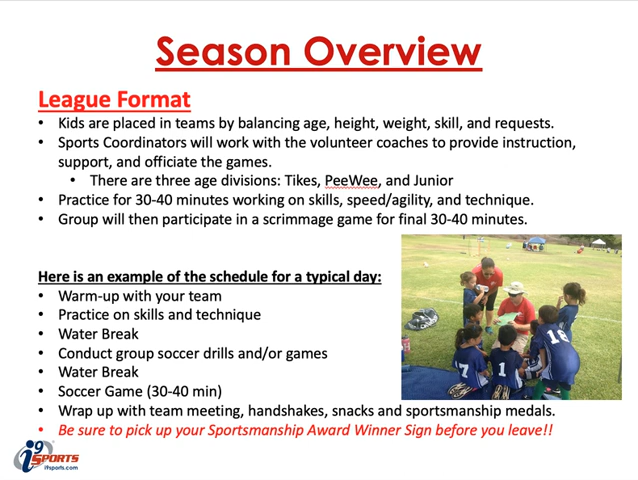 Season Overview
League Format
• Kids are placed in teams by balancing age, height, weight, skill, and requests.
• Sports Coordinators will work with the volunteer coaches to provide instruction,
support, and officiate the games.
• There are three age divisions: Tikes, PeeWee, and Junior
• Practice for 30-40 minutes working on skills, speed/agility, and technique.
• Group will then participate in a scrimmage game for final 30-40 minutes.
Here is an example of the schedule for a typical day:
• Warm-up with your team
• Practice on skills and technique
• Water Break
• Conduct group soccer drills and/or games
• Water Break
• Soccer Game (30-40 min)
• Wrap up with team meeting, handshakes, snacks and sportsmanship medals.
• Be sure to pick up your Sportsmanship Award Winner Sign before you leave!!
7
1
16
i9 SPORTS
i9sports.com